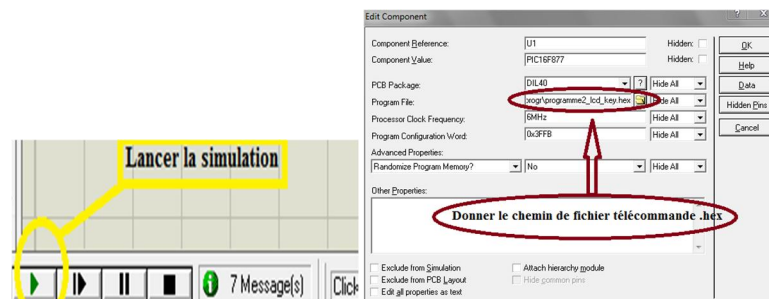 Lancer la simulation
7 Message(s)
Edit Component
Component Reference:
U1
Hidden:
Component Value:
PIC16F877
Hidden:
PCB Package:
DIL40
?
Hide All
Program File:
programme2_lcd_key.hex
Hide All
Processor Clock Frequency:
6MHz
Hide All
Program Configuration Word:
0x3FFB
Hide All
Advanced Properties:
Randomize Program Memory?
No
Hide All
Other Properties:
Donner le chemin de fichier télécommande .hex
Exclude from Simulation
Attach hierarchy module
Exclude from PCB Layout
Hide common pins
Edit all properties as text
OK
Help
Data
Hidden Pins
Cancel